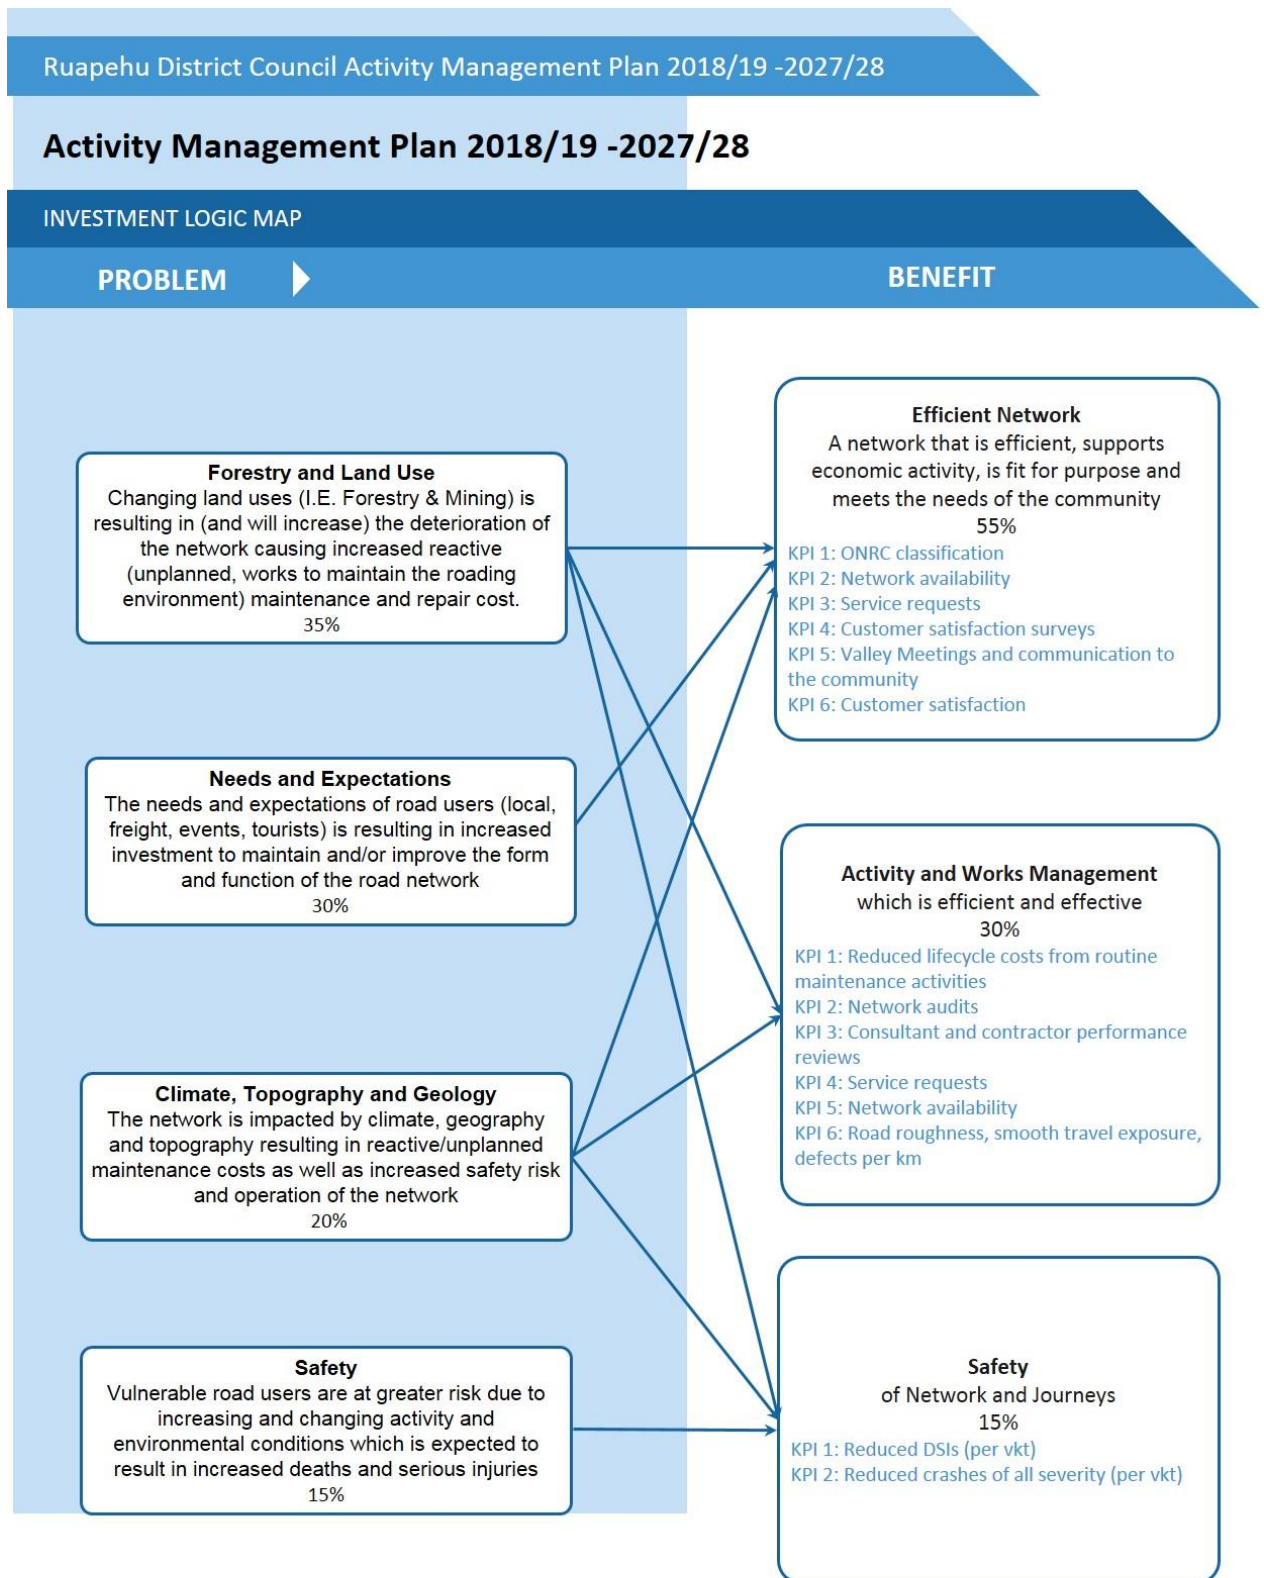 Ruapehu District Council Activity Management Plan 2018/19 -2027/28
Activity Management Plan 2018/19 -2027/28
INVESTMENT LOGIC MAP
PROBLEM
BENEFIT
Forestry and Land Use
Changing land uses (I.E. Forestry & Mining) is
resulting in (and will increase) the deterioration of
the network causing increased reactive
(unplanned, works to maintain the roading
environment) maintenance and repair cost.
35%
Needs and Expectations
The needs and expectations of road users (local,
freight, events, tourists) is resulting in increased
investment to maintain and/or improve the form
and function of the road network
30%
Climate, Topography and Geology
The network is impacted by climate, geography
and topography resulting in reactive/unplanned
maintenance costs as well as increased safety risk
and operation of the network
20%
Safety
Vulnerable road users are at greater risk due to
increasing and changing activity and
environmental conditions which is expected to
result in increased deaths and serious injuries
15%
Efficient Network
A network that is efficient, supports
economic activity, is fit for purpose and
meets the needs of the community
55%
KPI 1: ONRC classification
KPI 2: Network availability
KPI 3: Service requests
KPI 4: Customer satisfaction surveys
KPI 5: Valley Meetings and communication to
the community
KPI 6: Customer satisfaction
Activity and Works Management
which is efficient and effective
30%
KPI 1: Reduced lifecycle costs from routine
maintenance activities
KPI 2: Network audits
KPI 3: Consultant and contractor performance
reviews
KPI 4: Service requests
KPI 5: Network availability
KPI 6: Road roughness, smooth travel exposure,
defects per km
Safety
of Network and Journeys
15%
KPI 1: Reduced DSIs (per vkt)
KPI 2: Reduced crashes of all severity (per vkt)